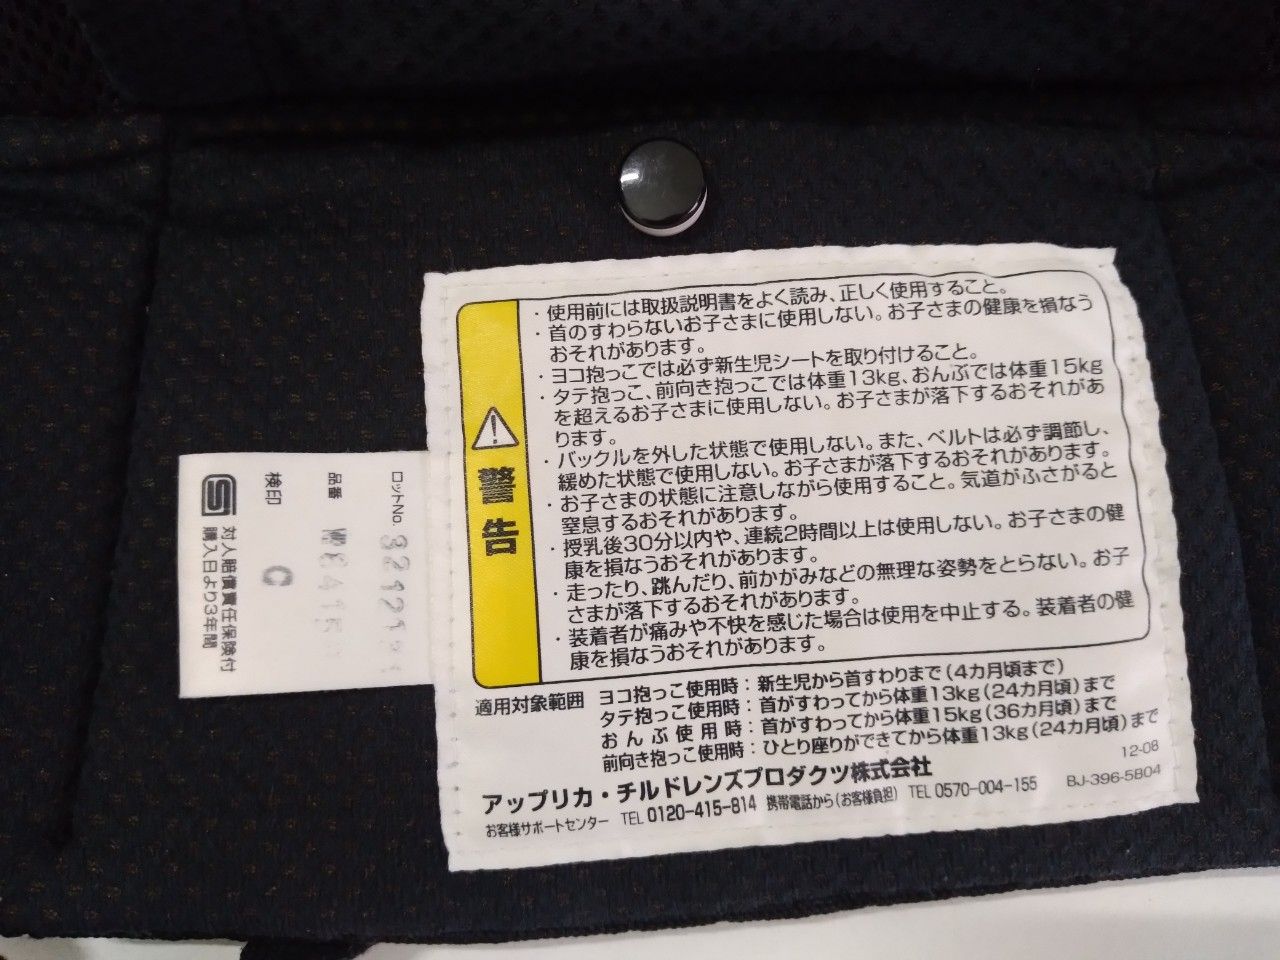 ・使用前には取扱説明書をよく読み、正しく使用すること。
・首のすわらないお子さまに使用しない。お子さまの健康を損なう
おそれがあります。
・ヨコ抱っこでは必ず新生児シートを取り付けること。
・タテ抱っこ、前向き抱っこでは体重13kg、おんぶでは体重15kg
を超えるお子さまに使用しない。お子さまが落下するおそれがあ
ります。
・バックルを外した状態で使用しない。また、ベルトは必ず調節し、
緩めた状態で使用しない。お子さまが落下するおそれがあります。
・お子さまの状態に注意しながら使用すること。気道がふさがると
窒息するおそれがあります。
・授乳後30分以内や、連続2時間以上は使用しない。お子さまの健
康を損なうおそれがあります。
・走ったり、跳んだり、前かがみなどの無理な姿勢をとらない。お子
さまが落下するおそれがあります。
・装着者が痛みや不快を感じた場合は使用を中止する。装着者の健
康を損なうおそれがあります。
警告
適用対象範囲 ヨコ抱っこ使用時：新生児から首すわりまで(4カ月頃まで)
タテ抱っこ使用時：首がすわってから体重13kg(24カ月頃)まで
おんぶ使用時：首がすわってから体重15kg(36カ月頃)まで
前向き抱っこ使用時：ひとり座りができてから体重13kg(24カ月頃)まで
12-08
アップリカ・チルドレンズプロダクツ株式会社
BJ-396-5804
お客様サポートセンター TEL 0120-415-814 携帯電話から(お客様負担) TEL 0570-004-155
ロットNo.
品番
検印 C
S 対人賠償責任保険付
購入日より3年間